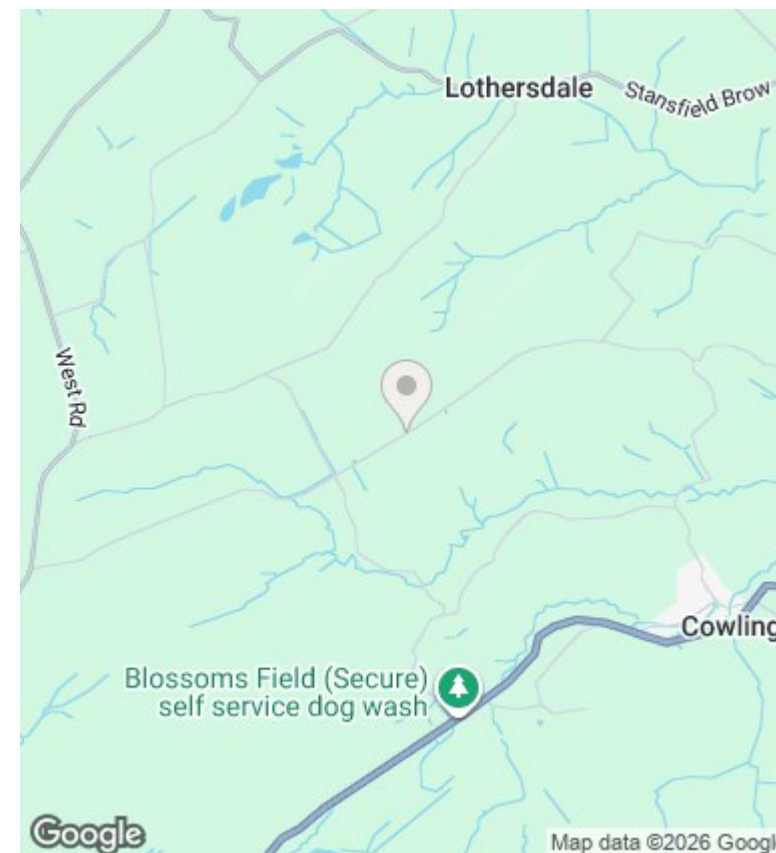 Lothersdale
Stansfield Brow
West Rd
Cowling
Blossoms Field (Secure)
self service dog wash
Google
Map data ©2026 Googl